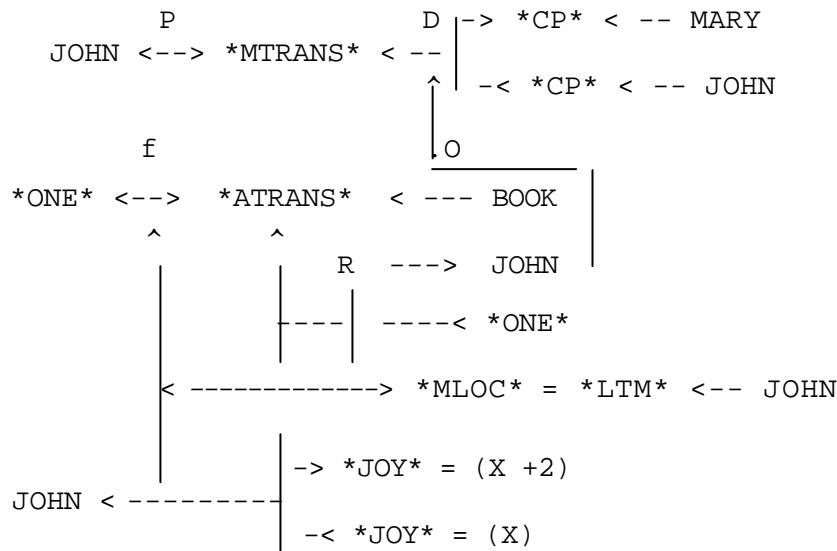 P D -> *CP* < -- MARY
JOHN <--> *MTRANS* < --
^ -< *CP* < -- JOHN
f .O
*ONE* <--> *ATRANS* < --- BOOK
^ ^
R ---> JOHN
----- ----< *ONE*
< -------------> *MLOC* = *LTM* <-- JOHN
-> *JOY* = (X +2)
JOHN < ---------
-< *JOY* = (X)